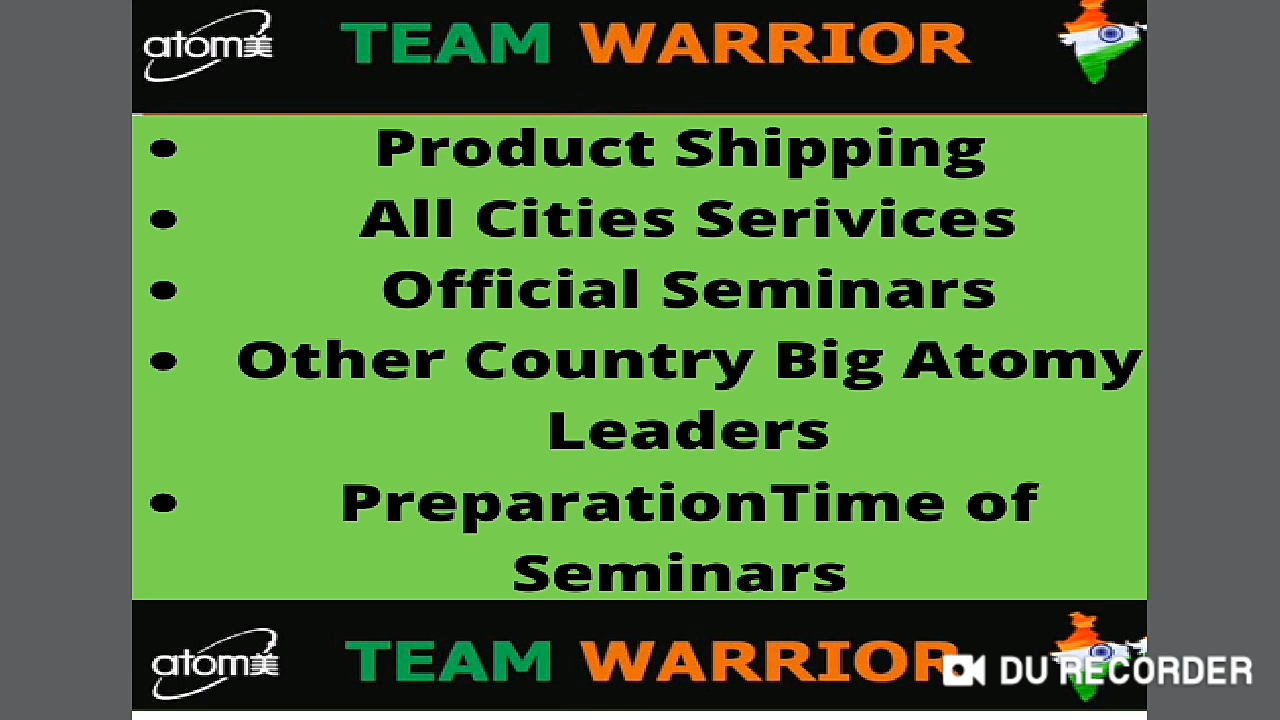 atom美 TEAM WARRIOR
• Product Shipping
• All Cities Serivices
• Official Seminars
• Other Country Big Atomy
Leaders
• PreparationTime of
Seminars
atom美 TEAM WARRIOR
DU RECORDER